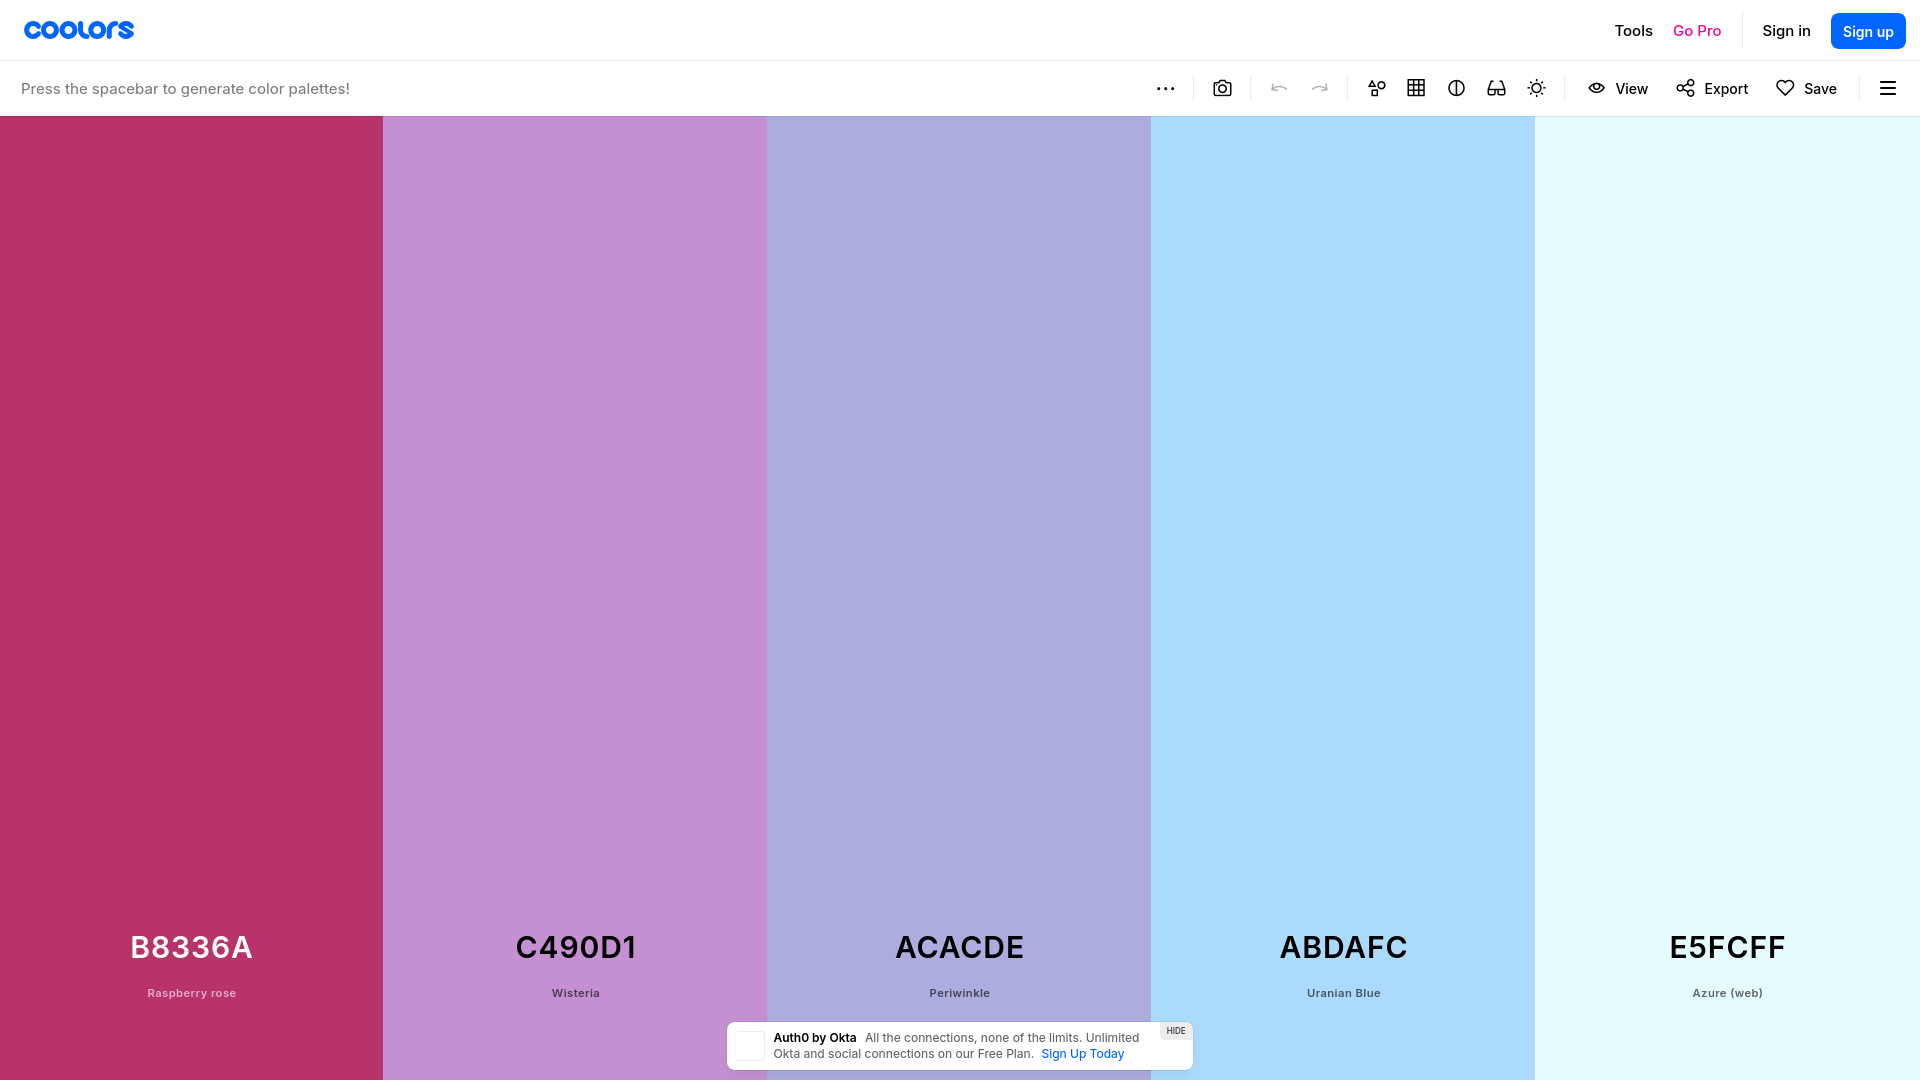 coolors
Tools Go Pro Sign in Sign up
Press the spacebar to generate color palettes!
View Export Save
B8336A
Raspberry rose
C490D1
Wisteria
ACACDE
Periwinkle
ABDAFC
Uranian Blue
E5FCFF
Azure (web)
HIDE
Auth0 by Okta All the connections, none of the limits. Unlimited
Okta and social connections on our Free Plan. Sign Up Today